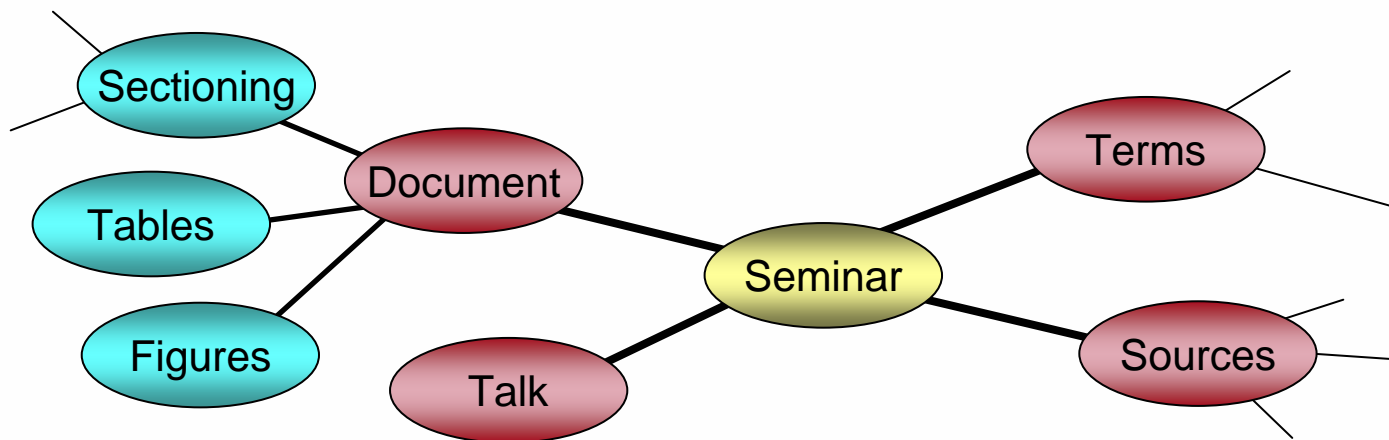 Sectioning
Document
Terms
Tables
Seminar
Figures
Talk
Sources